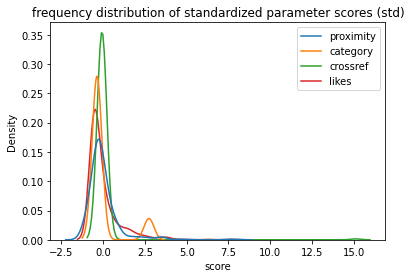 frequency distribution of standardized parameter scores (std)
proximity
category
crossref
likes
Density
0.35
0.30
0.25
0.20
0.15
0.10
0.05
0.00
−2.5 0.0 2.5 5.0 7.5 10.0 12.5 15.0
score